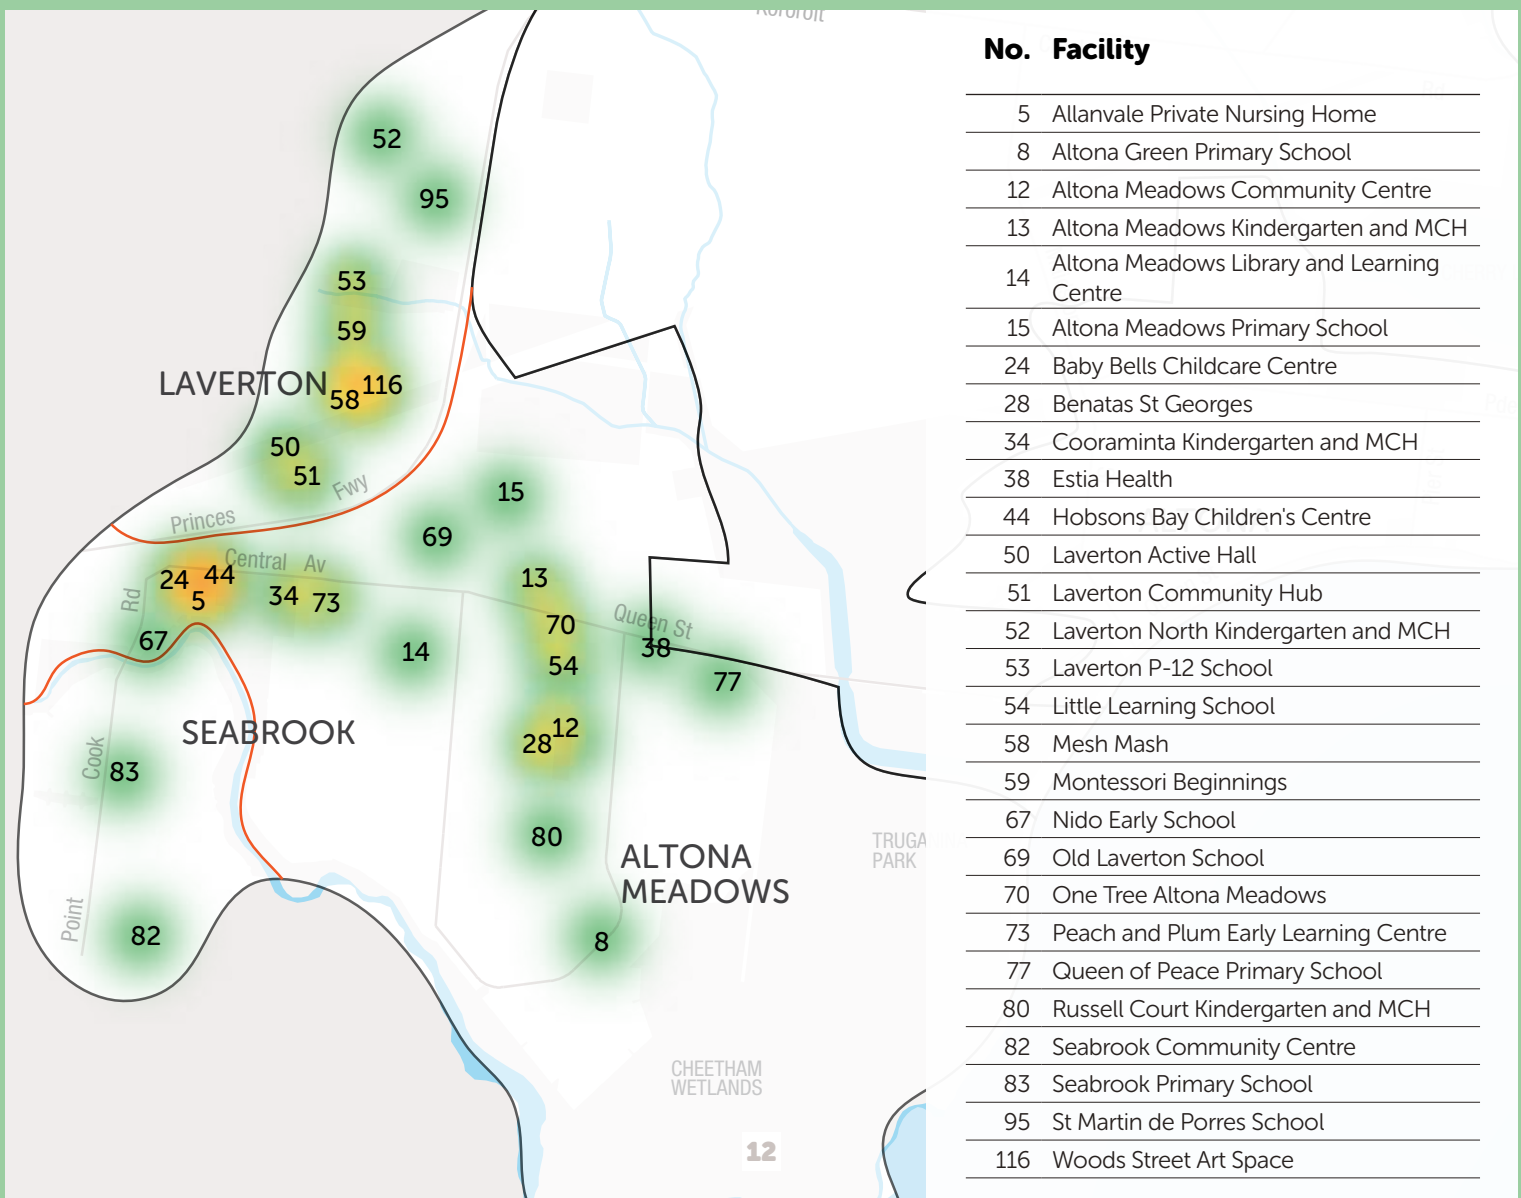 Kororoit
52
95
53
59
LAVERTON
116
58
50
51
Fwy
Princes
15
69
Central Av
24
44
5
34
73
Rd
13
70
Queen St
67
14
38
54
77
SEABROOK
12
28
Cook
83
80
ALTONA
MEADOWS
TRUGA
PARK
Point
82
8
CHEETHAM
WETLANDS
12
No. Facility
5 Allanvale Private Nursing Home
8 Altona Green Primary School
12 Altona Meadows Community Centre
13 Altona Meadows Kindergarten and MCH
14 Altona Meadows Library and Learning
Centre
15 Altona Meadows Primary School
24 Baby Bells Childcare Centre
28 Benatas St Georges
34 Cooraminta Kindergarten and MCH
38 Estia Health
44 Hobsons Bay Children's Centre
50 Laverton Active Hall
51 Laverton Community Hub
52 Laverton North Kindergarten and MCH
53 Laverton P-12 School
54 Little Learning School
58 Mesh Mash
59 Montessori Beginnings
67 Nido Early School
69 Old Laverton School
70 One Tree Altona Meadows
73 Peach and Plum Early Learning Centre
77 Queen of Peace Primary School
80 Russell Court Kindergarten and MCH
82 Seabrook Community Centre
83 Seabrook Primary School
95 St Martin de Porres School
116 Woods Street Art Space